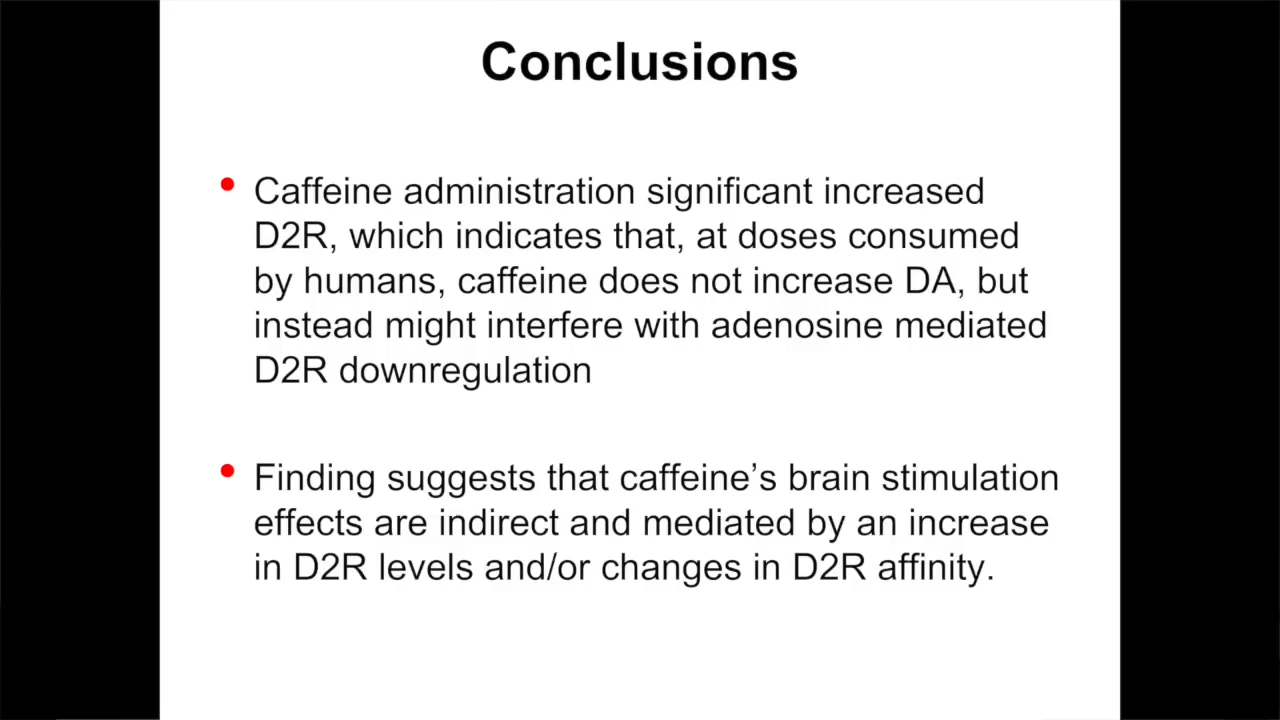 Conclusions
• Caffeine administration significant increased
D2R, which indicates that, at doses consumed
by humans, caffeine does not increase DA, but
instead might interfere with adenosine mediated
D2R downregulation
• Finding suggests that caffeine’s brain stimulation
effects are indirect and mediated by an increase
in D2R levels and/or changes in D2R affinity.